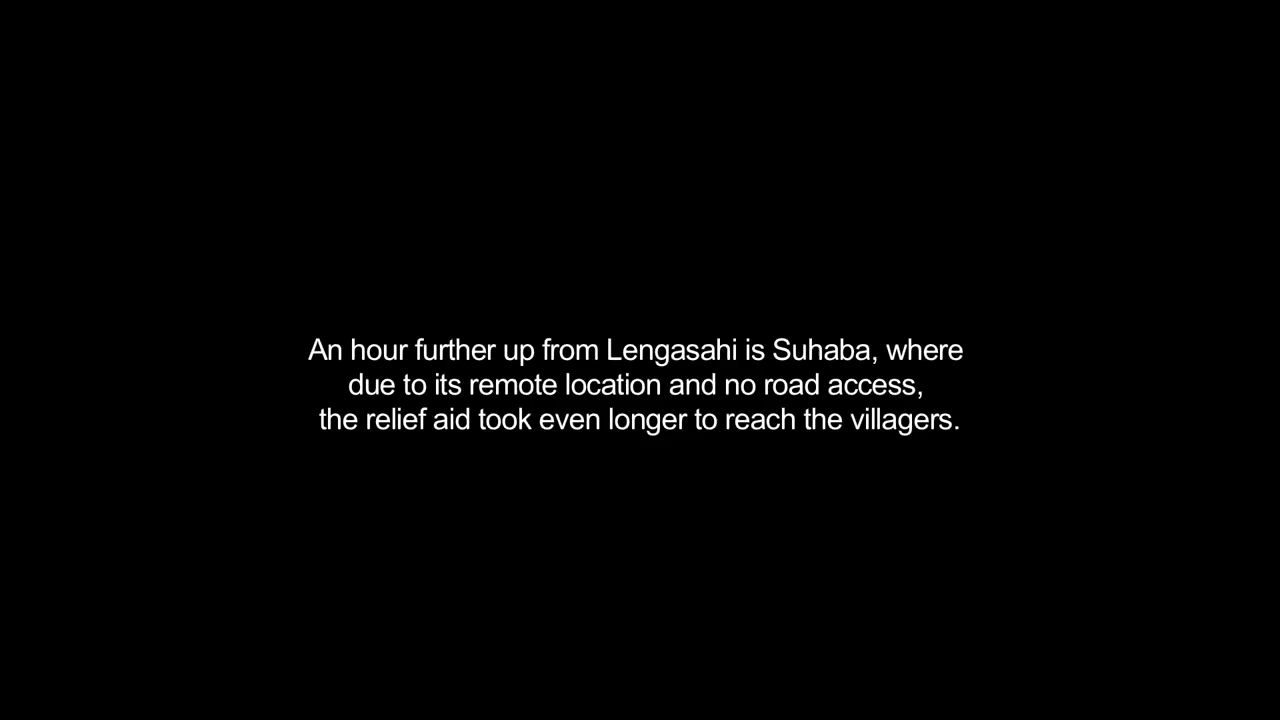 An hour further up from Lengasahi is Suhaba, where
due to its remote location and no road access,
the relief aid took even longer to reach the villagers.